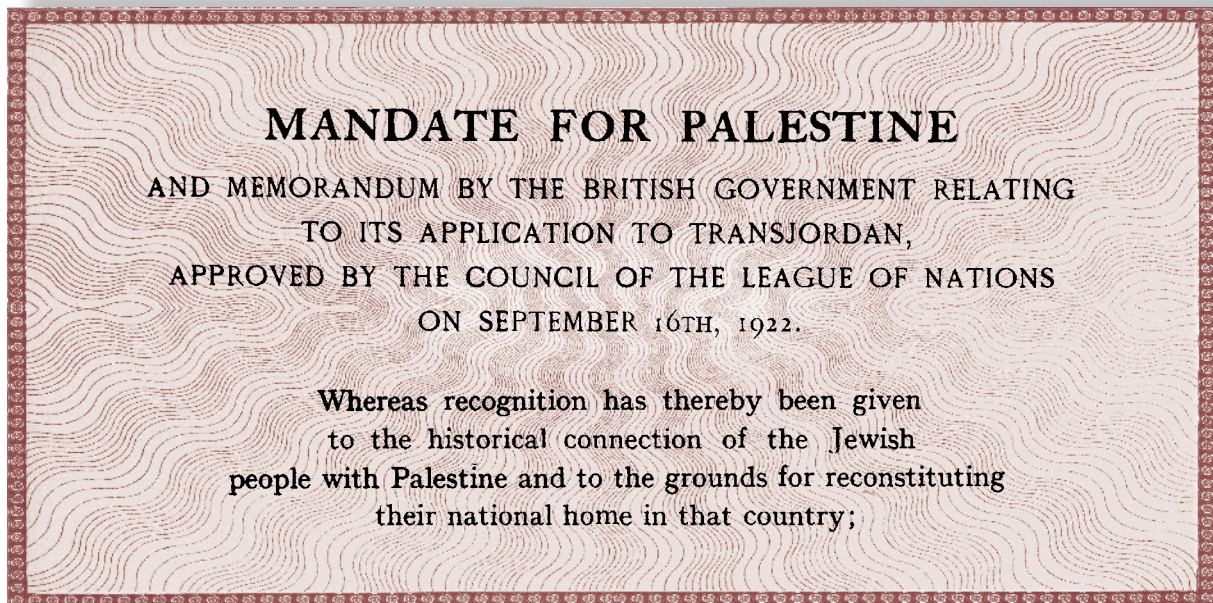 MANDATE FOR PALESTINE
AND MEMORANDUM BY THE BRITISH GOVERNMENT RELATING
TO ITS APPLICATION TO TRANSJORDAN,
APPROVED BY THE COUNCIL OF THE LEAGUE OF NATIONS
ON SEPTEMBER 16TH, 1922.
Whereas recognition has thereby been given
to the historical connection of the Jewish
people with Palestine and to the grounds for reconstituting
their national home in that country;